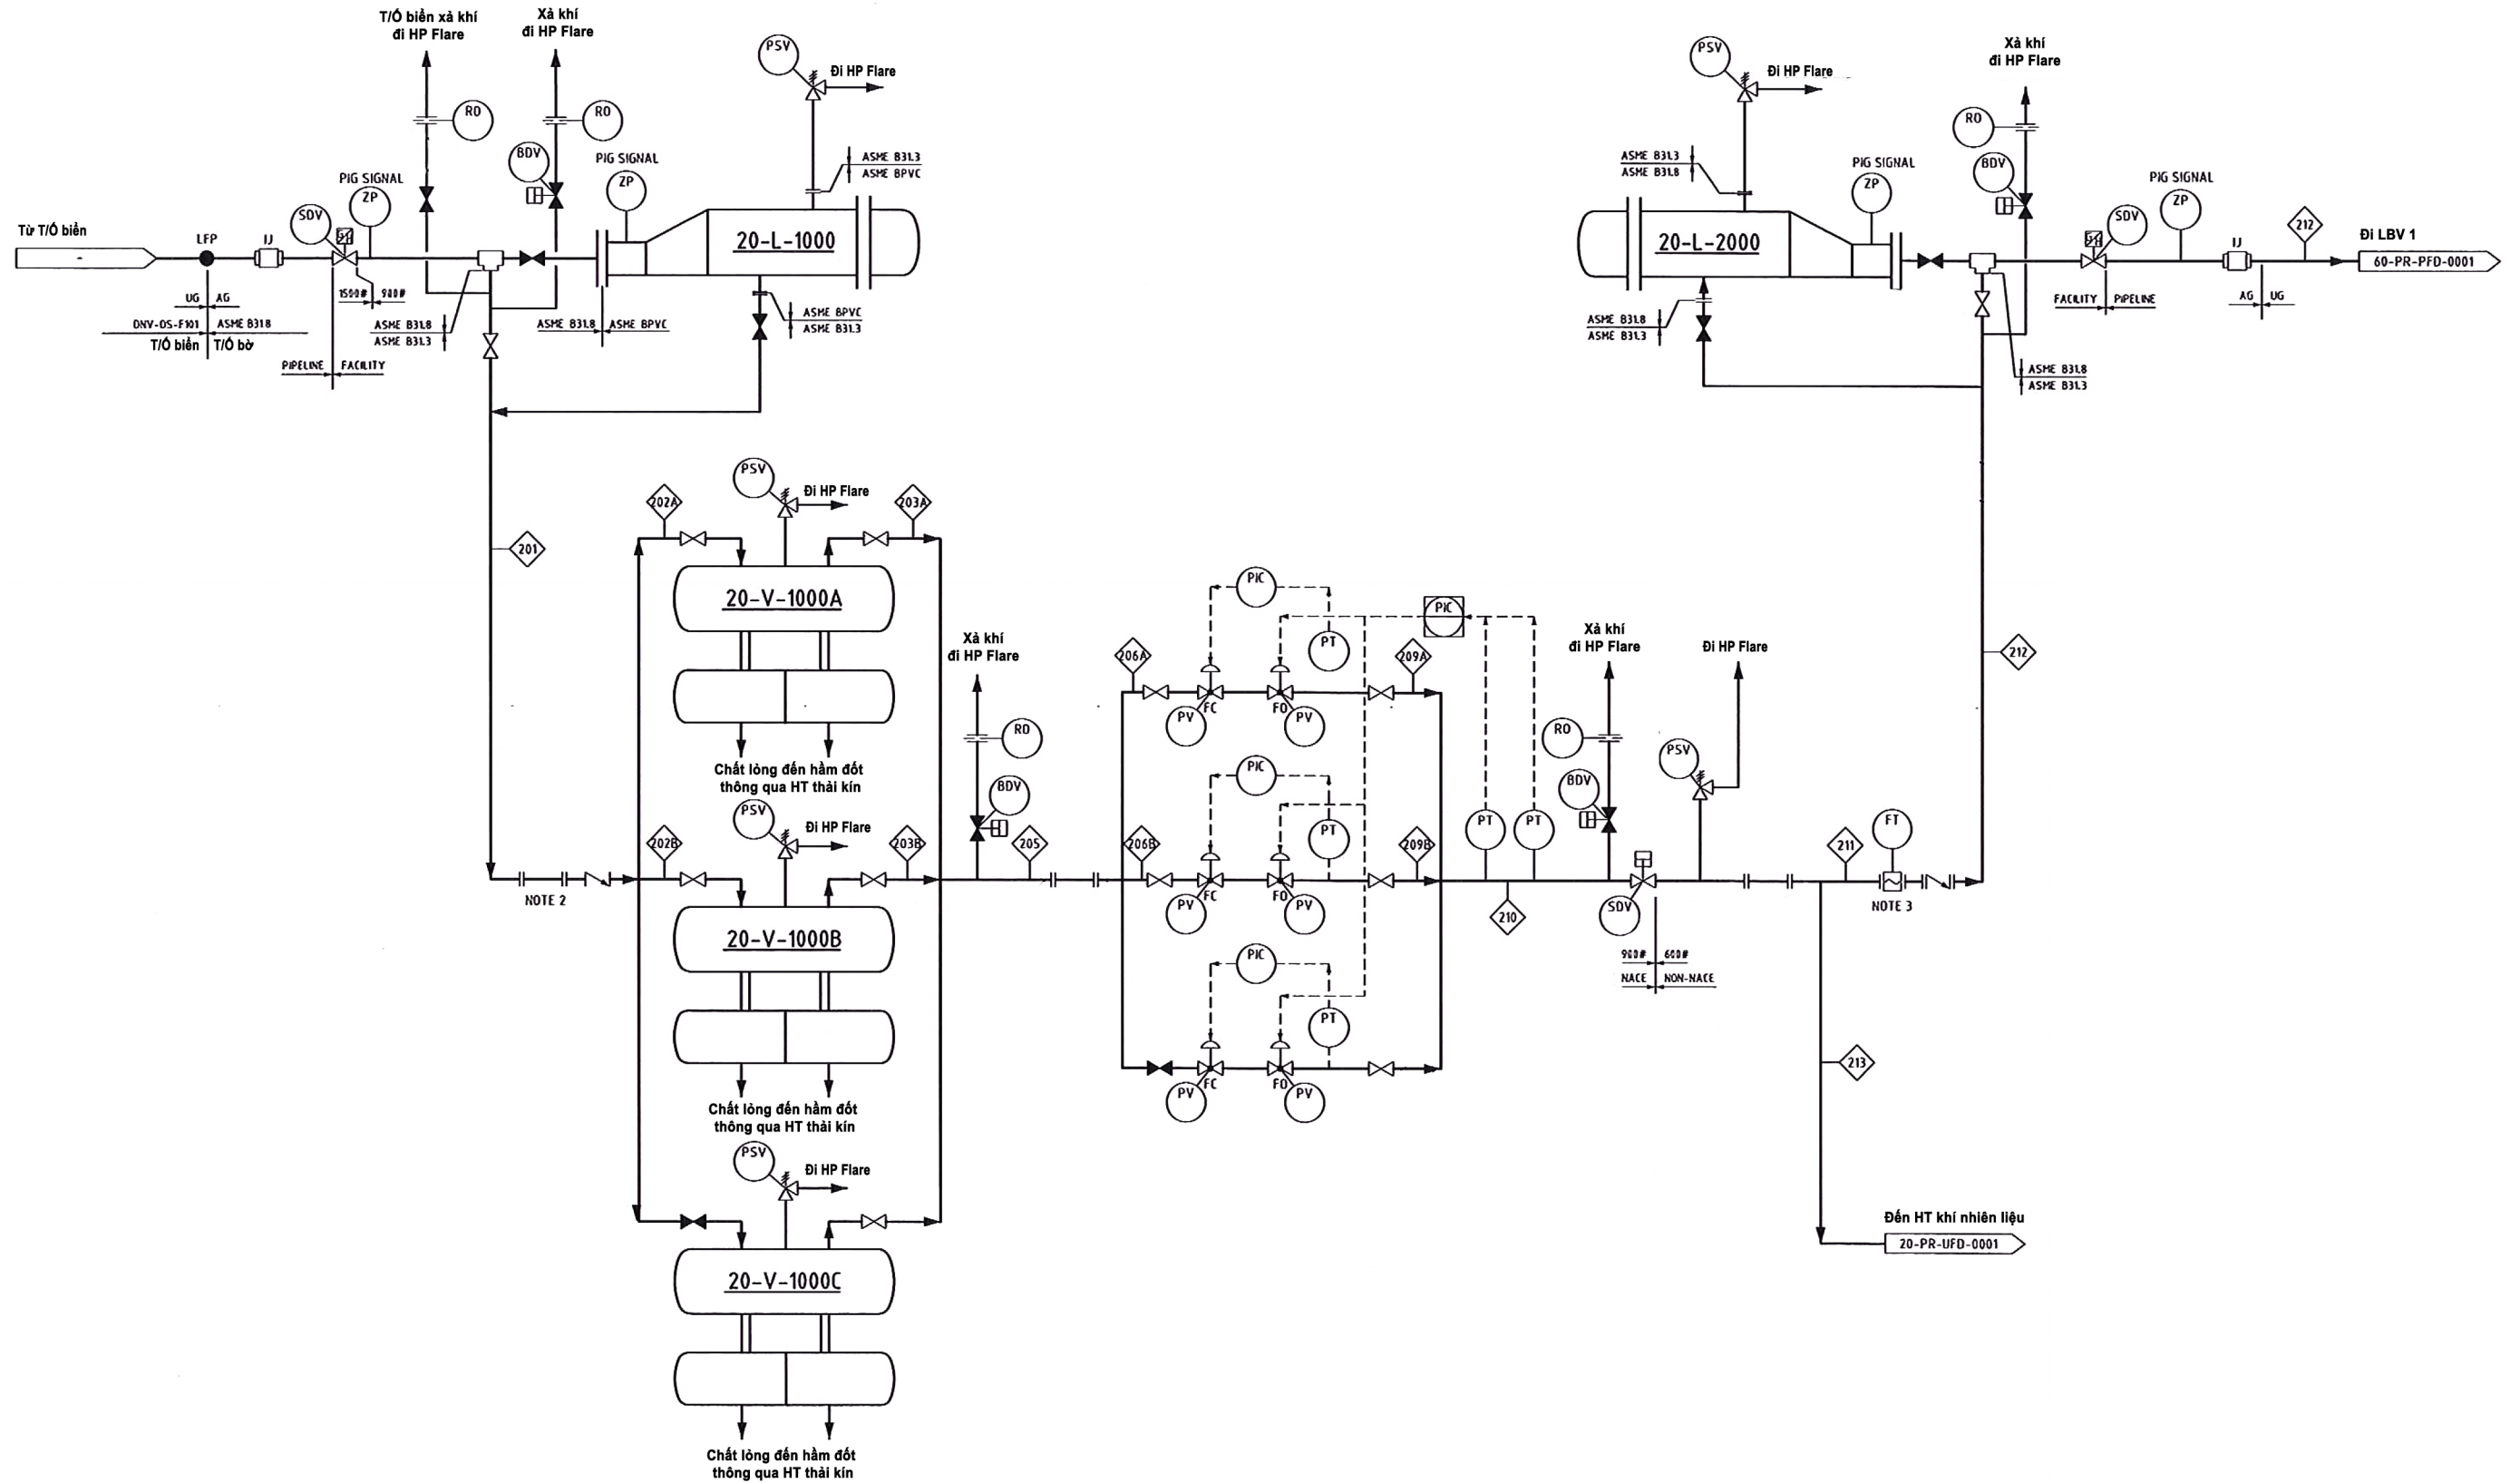 T/Ố biển xả khí
đi HP Flare
Xả khí
đi HP Flare
PSV
Đi HP Flare
RO
RO
BDV
PIG SIGNAL
ZP
PIG SIGNAL
ZP
ASME B31.3
ASME BPVC
SDV
Từ T/Ố biển
-
LFP
IJ
20-L-1000
UG
AG
1500#
900#
DNV-OS-F101
ASME B31.8
T/Ố biển
T/Ố bờ
PIPELINE
FACILITY
ASME B31.8
ASME B31.3
ASME B31.8
ASME BPVC
ASME BPVC
ASME B31.3
PSV
Đi HP Flare
Xả khí
đi HP Flare
RO
BDV
ASME B31.3
ASME B31.8
PIG SIGNAL
ZP
PIG SIGNAL
ZP
SDV
212
20-L-2000
IJ
Đi LBV 1
60-PR-PFD-0001
FACILITY
PIPELINE
AG
UG
ASME B31.8
ASME B31.3
ASME B31.8
ASME B31.3
201
NOTE 2
202A
PSV
Đi HP Flare
203A
20-V-1000A
Chất lỏng đến hầm đốt
thông qua HT thải kín
202B
PSV
Đi HP Flare
203B
20-V-1000B
Chất lỏng đến hầm đốt
thông qua HT thải kín
PSV
Đi HP Flare
20-V-1000C
Chất lỏng đến hầm đốt
thông qua HT thải kín
Xả khí
đi HP Flare
RO
BDV
205
206A
PIC
PT
PIC
209A
PV
FC
FO
PV
206B
PIC
PT
209B
PV
FC
FO
PV
PIC
PT
PV
FC
FO
PV
PT
PT
210
Xả khí
đi HP Flare
Đi HP Flare
RO
BDV
PSV
SDV
900#
600#
NACE
NON-NACE
211
FT
NOTE 3
212
213
Đến HT khí nhiên liệu
20-PR-UFD-0001